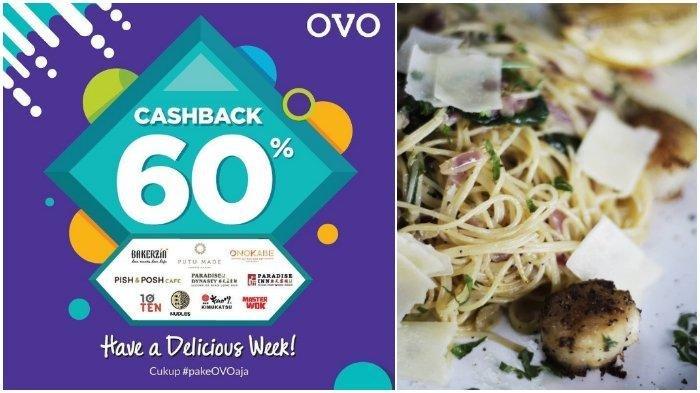 OVO
CASHBACK
60%
BAKERZIN
PUTU MADE
ONOKABE
PISH & POSH CAFE
PARADISE
DYNASTY
PARADISE
INN
10
TEN
NUDLES
KIMUKATSU
MASTER
WOK
Have a Delicious Week!
Cukup #pakeOVOaja